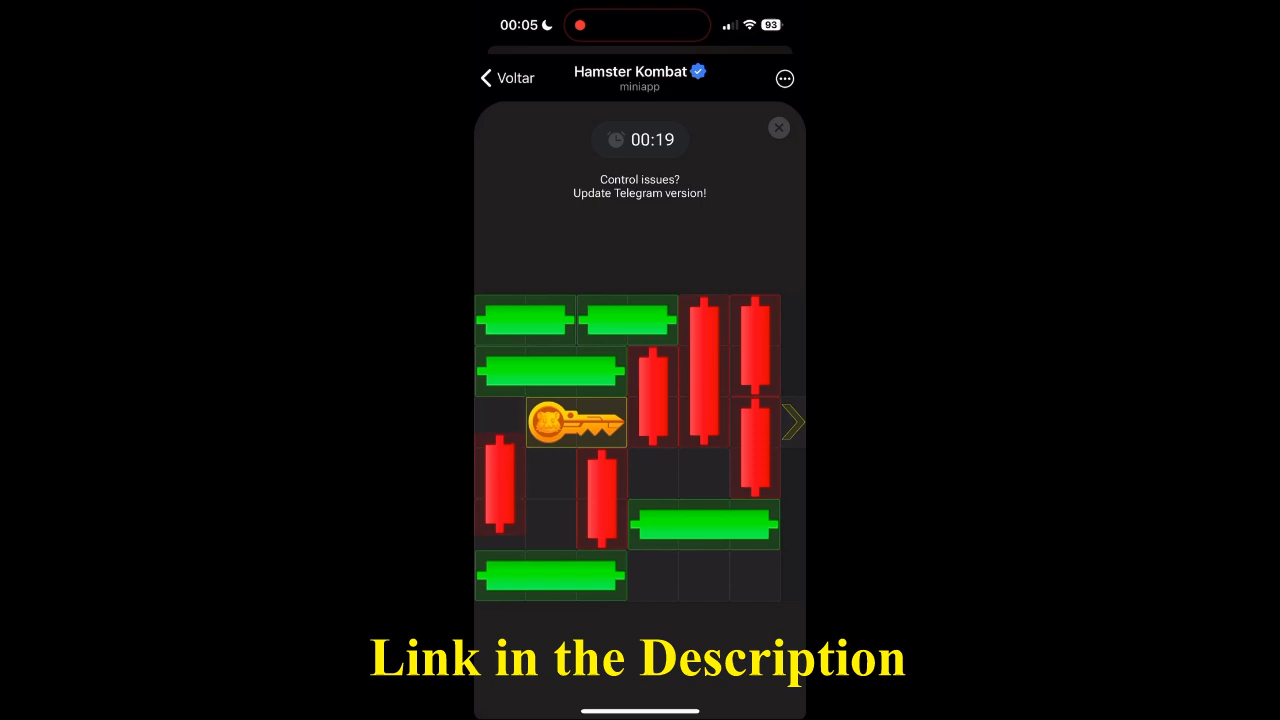 00:05
93
Voltar
Hamster Kombat
miniapp
00:19
Control issues?
Update Telegram version!
Link in the Description